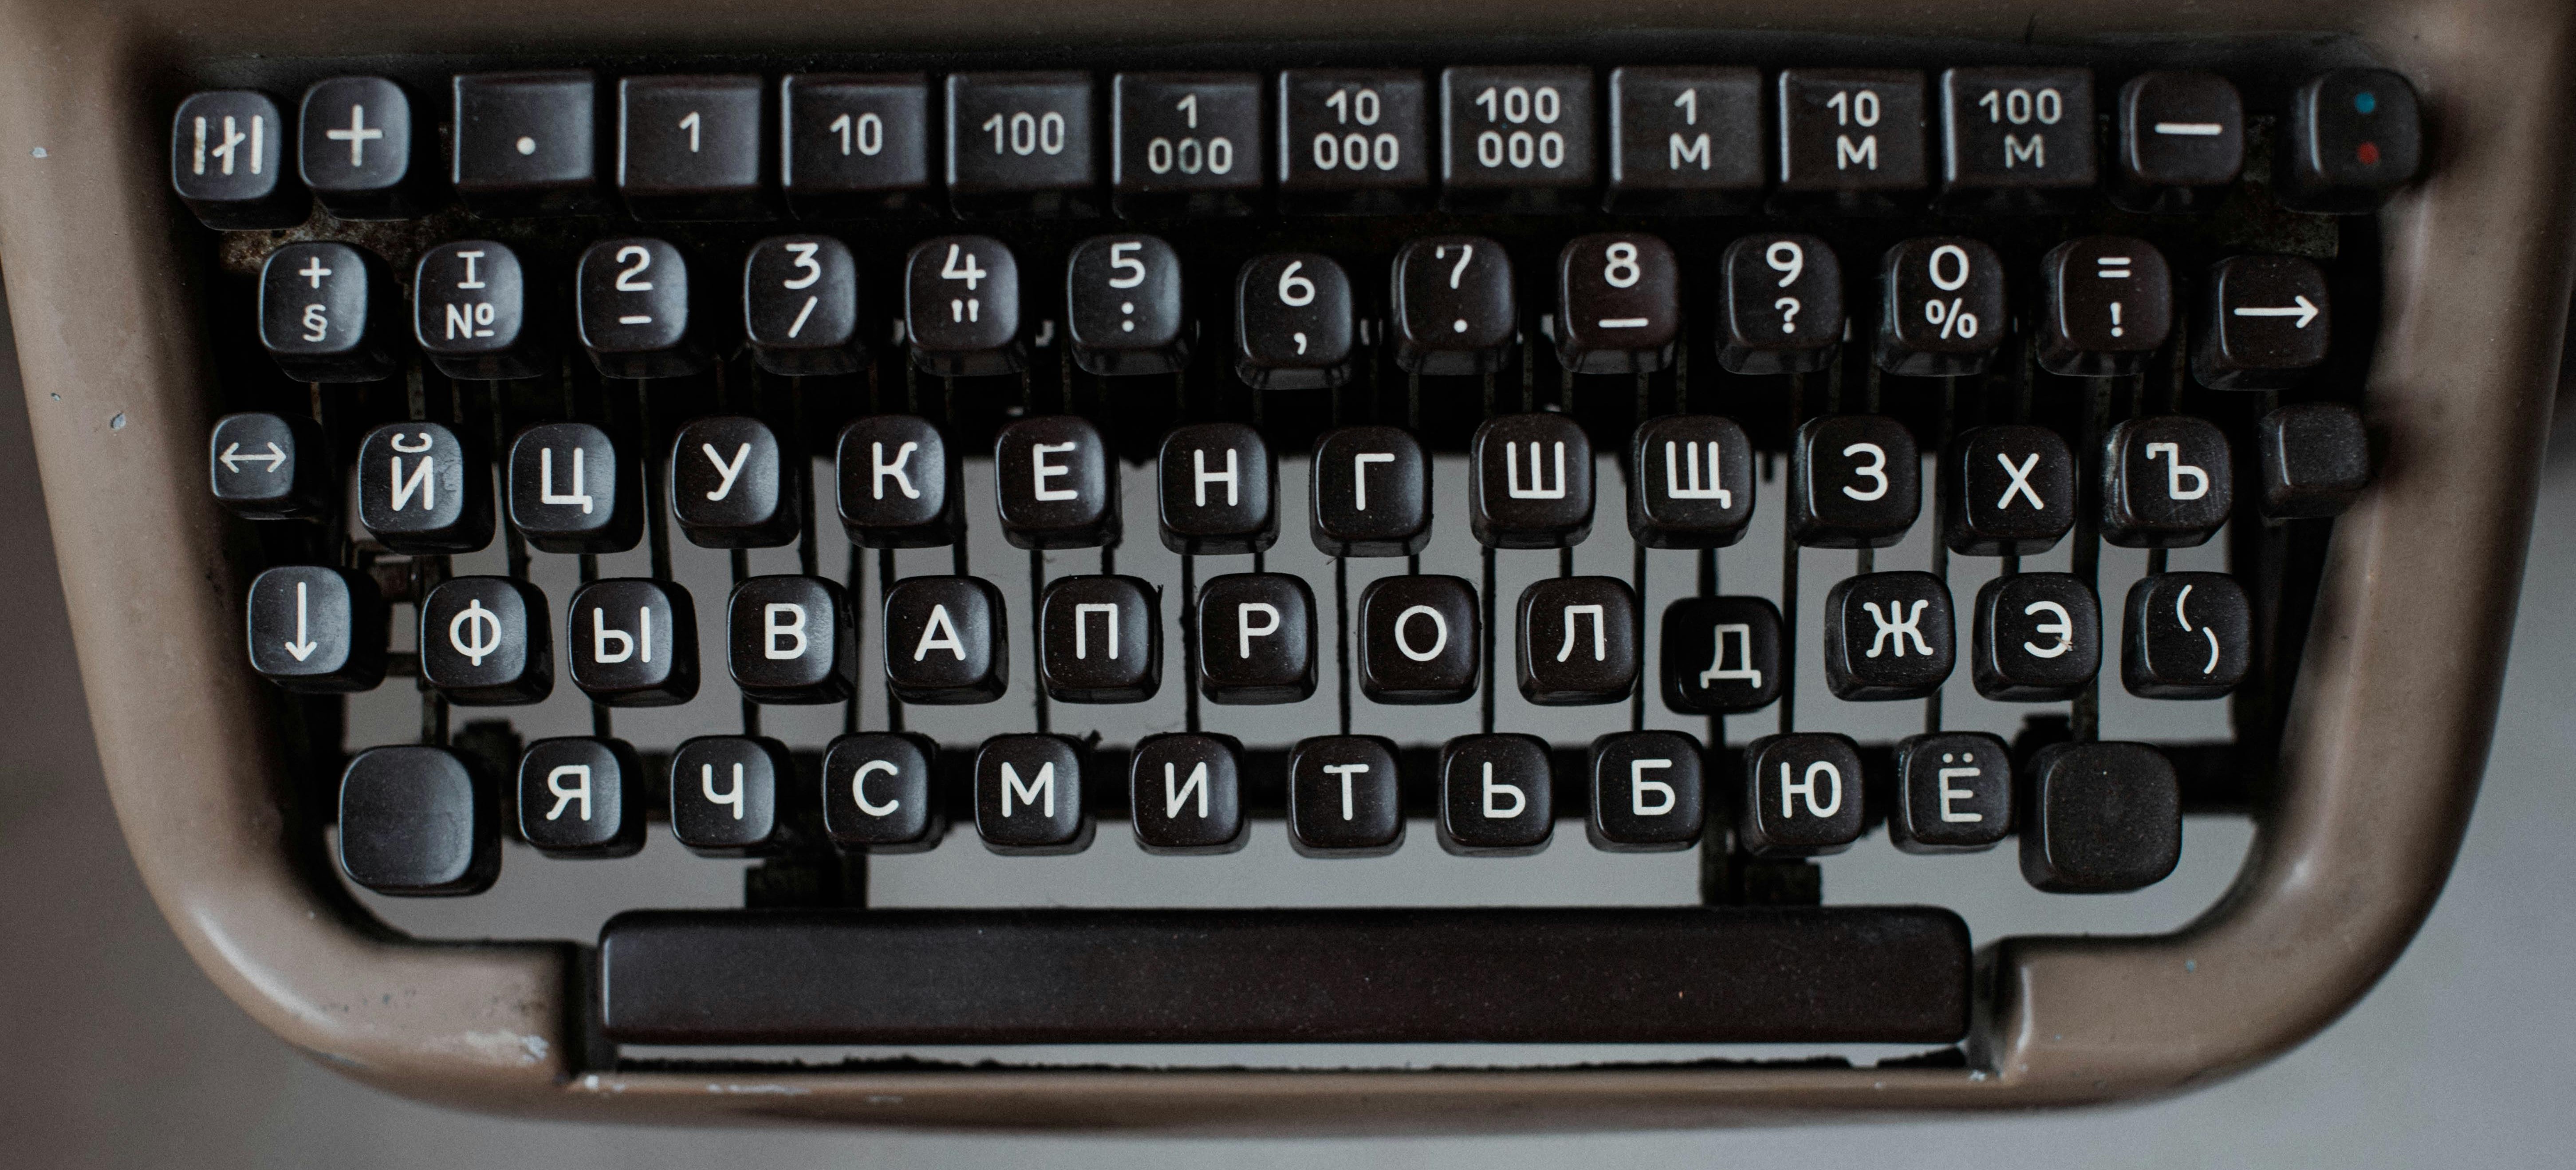 + . 1 10 100 1 000 10 000 100 000 1 М 10 М 100 М —
+ § I № 2 – 3 / 4 " 5 : 6 , 7 . 8 _ 9 ? 0 % = ! →
↔ Й Ц У К Е Н Г Ш Щ З Х Ъ
↓ Ф Ы В А П Р О Л Д Ж Э ( )
Я Ч С М И Т Ь Б Ю Ё